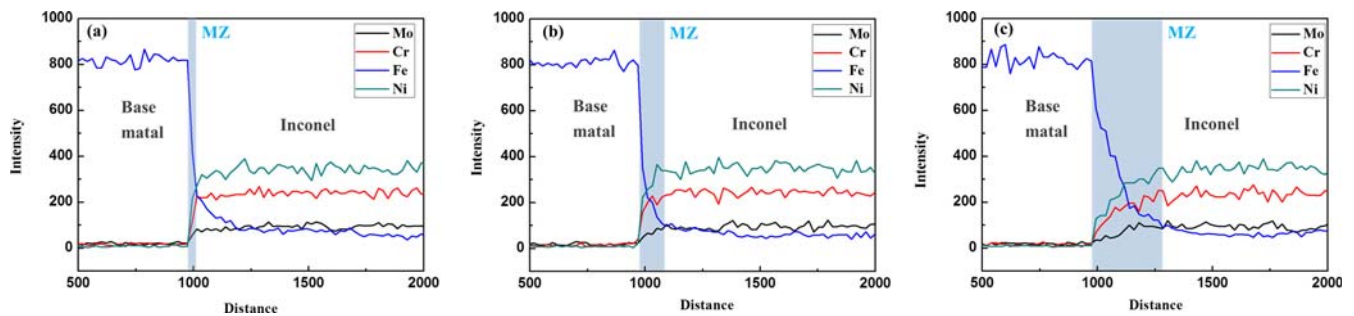 (a)
MZ
Mo
Cr
Fe
Ni
Base
matal
Inconel
Intensity
1000
800
600
400
200
0
500
1000
1500
2000
Distance
(b)
MZ
Mo
Cr
Fe
Ni
Base
matal
Inconel
Intensity
1000
800
600
400
200
0
500
1000
1500
2000
Distance
(c)
MZ
Mo
Cr
Fe
Ni
Base
matal
Inconel
Intensity
1000
800
600
400
200
0
500
1000
1500
2000
Distance